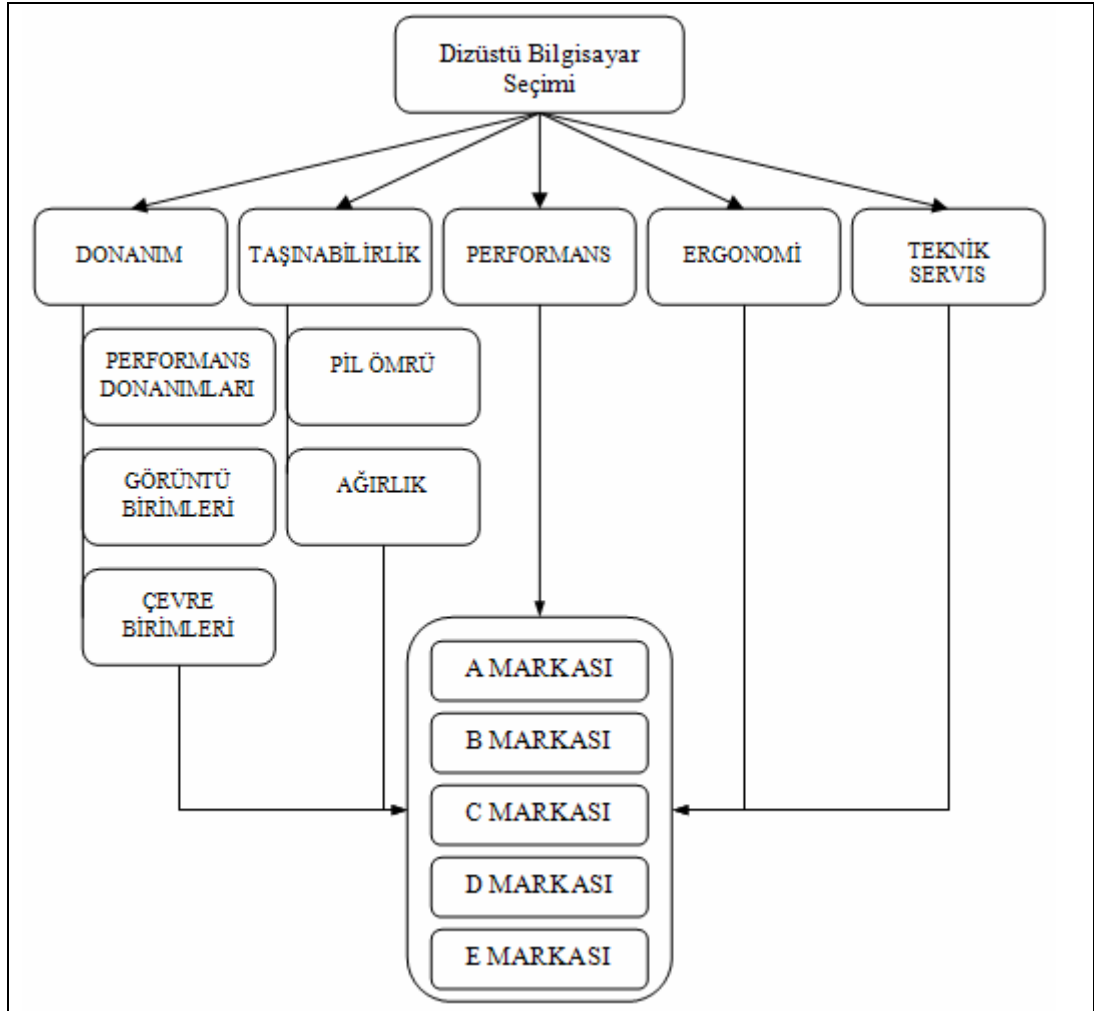 Dizüstü Bilgisayar
Seçimi
DONANIM
TAŞINABİLİRLİK
PERFORMANS
ERGONOMİ
TEKNİK
SERVIS
PERFORMANS
DONANIMLARI
PİL ÖMRÜ
GÖRÜNTÜ
BİRİMLERİ
AĞIRLIK
ÇEVRE
BİRİMLERİ
A MARKASI
B MARKASI
C MARKASI
D MARKASI
E MARKASI